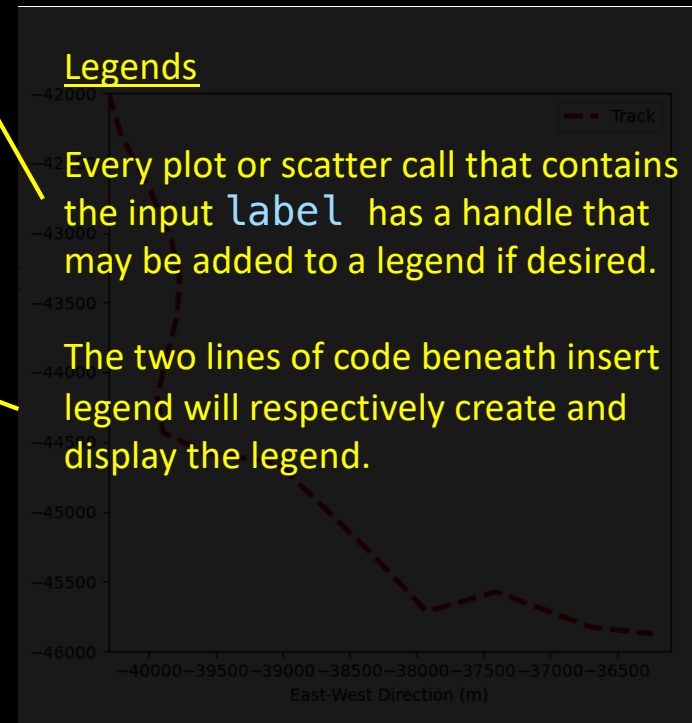 Legends
−42000
Track
Every plot or scatter call that contains
the input label has a handle that
−43000
may be added to a legend if desired.
−43500
The two lines of code beneath insert
−44000
legend will respectively create and
display the legend.
−45000
−45500
−46000
−40000 −39500 −39000 −38500 −38000 −37500 −37000 −36500
East-West Direction (m)